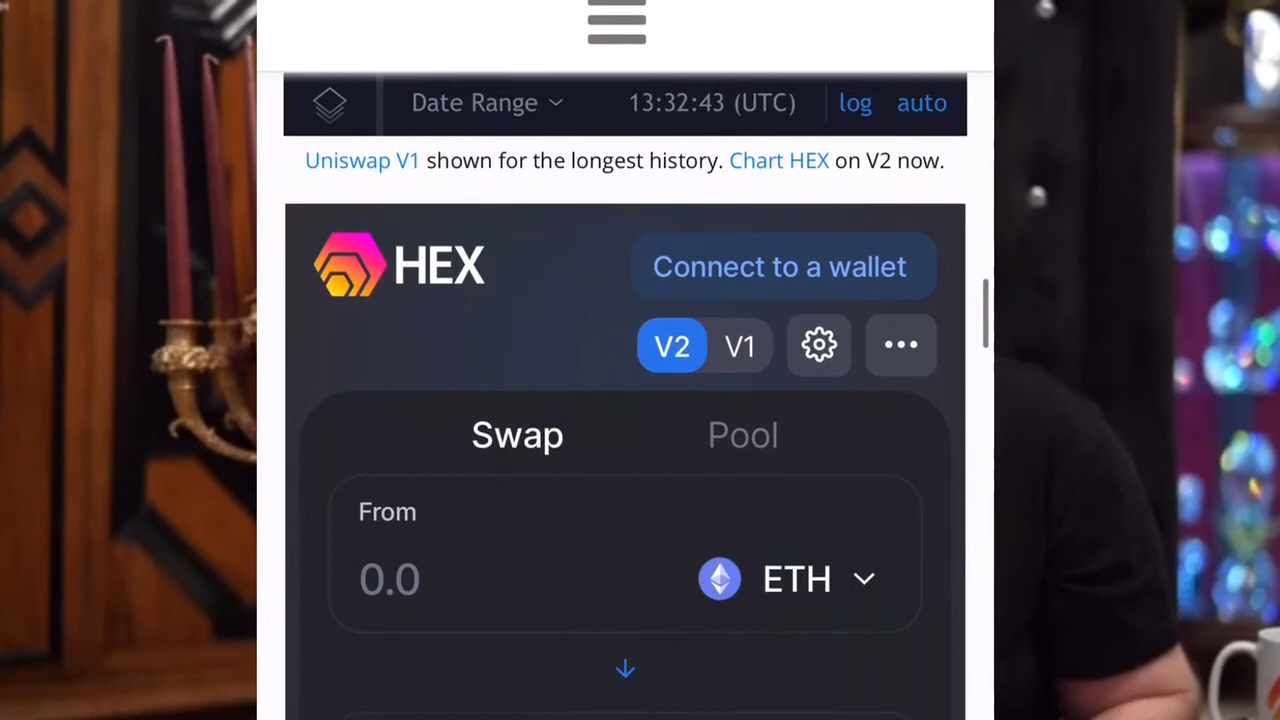 Date Range 13:32:43 (UTC) log auto
Uniswap V1 shown for the longest history. Chart HEX on V2 now.
HEX Connect to a wallet
V2 V1
Swap Pool
From
0.0 ETH